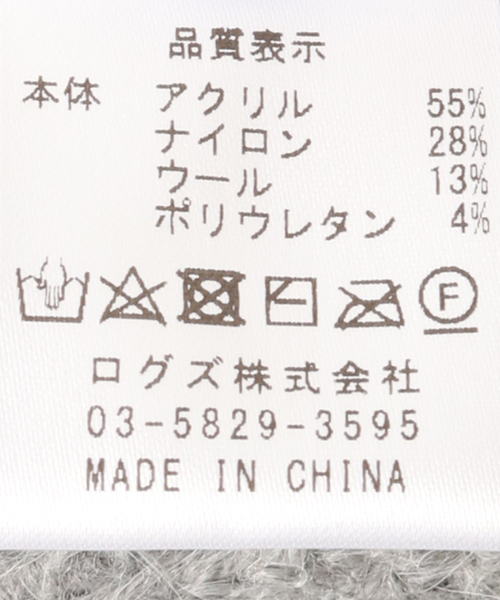 品質表示
本体 アクリル 55%
ナイロン 28%
ウール 13%
ポリウレタン 4%
F
ログズ株式会社
03-5829-3595
MADE IN CHINA